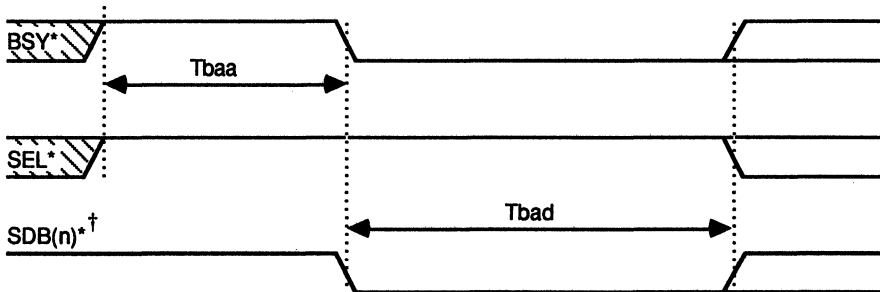 BSY*
Tbaa
SEL*
Tbad
SDB(n)*†